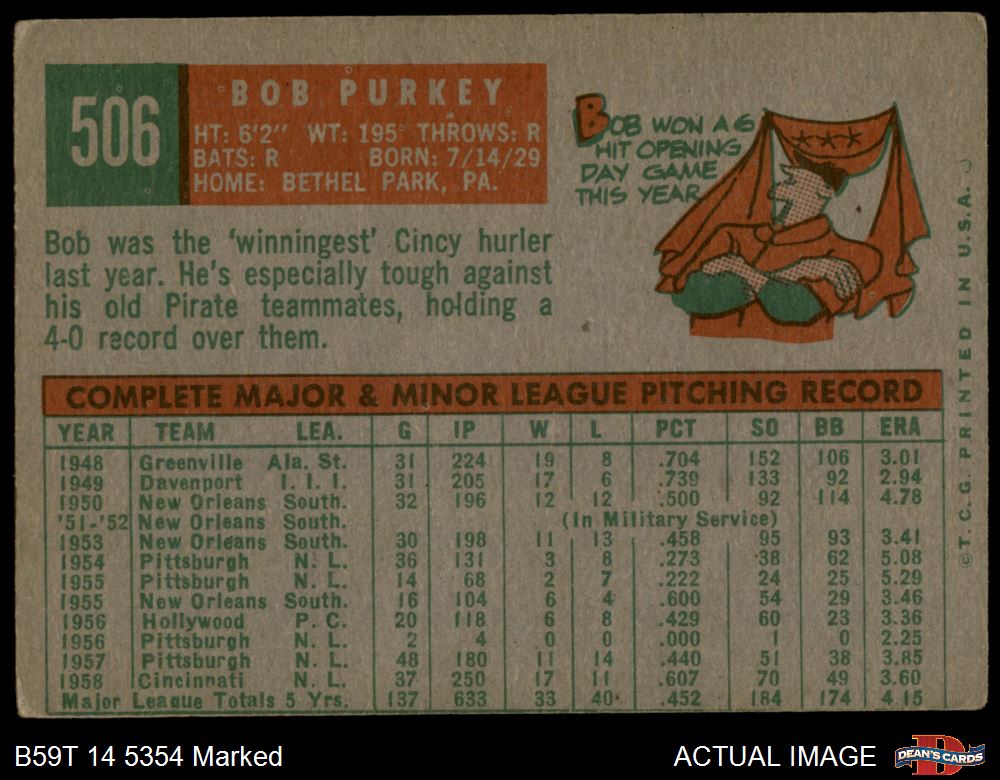 506
BOB PURKEY
HT: 6'2" WT: 195 THROWS: R
BATS: R BORN: 7/14/29
HOME: BETHEL PARK, PA.
BOB WON A 6
HIT OPENING
DAY GAME
THIS YEAR
Bob was the 'winningest' Cincy hurler
last year. He's especially tough against
his old Pirate teammates, holding a
4-0 record over them.
COMPLETE MAJOR & MINOR LEAGUE PITCHING RECORD
YEAR TEAM LEA. G IP W L PCT SO BB ERA
1948 Greenville Ala. St. 31 224 19 8 .704 152 106 3.01
1949 Davenport I. I. I. 31 205 17 6 .739 133 92 2.94
1950 New Orleans South. 32 196 12 12 .500 92 114 4.78
'51-'52 New Orleans South. (In Military Service)
1953 New Orleans South. 30 198 11 13 .458 95 93 3.41
1954 Pittsburgh N. L. 36 131 3 8 .273 38 62 5.08
1955 Pittsburgh N. L. 14 68 2 7 .222 24 25 5.29
1955 New Orleans South. 16 104 6 4 .600 54 29 3.46
1956 Hollywood P. C. 20 118 6 8 .429 60 23 3.36
1956 Pittsburgh N. L. 2 4 0 0 .000 1 0 2.25
1957 Pittsburgh N. L. 48 180 11 14 .440 51 38 3.85
1958 Cincinnati N. L. 37 250 17 11 .607 70 49 3.60
Major League Totals 5 Yrs. 137 633 33 40 .452 184 174 4.15
©T. C. G. PRINTED IN U.S.A.
B59T 14 5354 Marked
ACTUAL IMAGE
DEAN'S CARDS